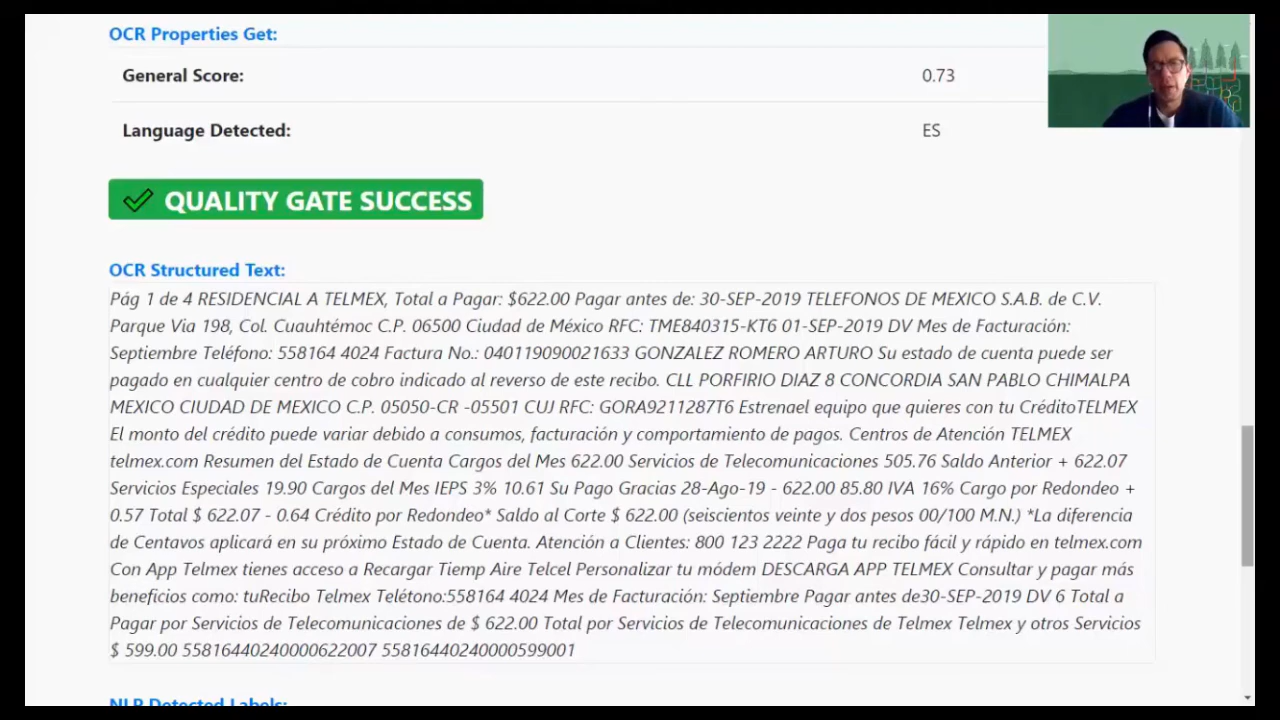 OCR Properties Get:
General Score: 0.73
Language Detected: ES
QUALITY GATE SUCCESS
OCR Structured Text:
Pág 1 de 4 RESIDENCIAL A TELMEX, Total a Pagar: $622.00 Pagar antes de: 30-SEP-2019 TELEFONOS DE MEXICO S.A.B. de C.V.
Parque Via 198, Col. Cuauhtémoc C.P. 06500 Ciudad de México RFC: TME840315-KT6 01-SEP-2019 DV Mes de Facturación:
Septiembre Teléfono: 558164 4024 Factura No.: 040119090021633 GONZALEZ ROMERO ARTURO Su estado de cuenta puede ser
pagado en cualquier centro de cobro indicado al reverso de este recibo. CLL PORFIRIO DIAZ 8 CONCORDIA SAN PABLO CHIMALPA
MEXICO CIUDAD DE MEXICO C.P. 05050-CR -05501 CUJ RFC: GORA9211287T6 Estrenael equipo que quieres con tu CréditoTELMEX
El monto del crédito puede variar debido a consumos, facturación y comportamiento de pagos. Centros de Atención TELMEX
telmex.com Resumen del Estado de Cuenta Cargos del Mes 622.00 Servicios de Telecomunicaciones 505.76 Saldo Anterior + 622.07
Servicios Especiales 19.90 Cargos del Mes IEPS 3% 10.61 Su Pago Gracias 28-Ago-19 - 622.00 85.80 IVA 16% Cargo por Redondeo +
0.57 Total $ 622.07 - 0.64 Crédito por Redondeo* Saldo al Corte $ 622.00 (seiscientos veinte y dos pesos 00/100 M.N.) *La diferencia
de Centavos aplicará en su próximo Estado de Cuenta. Atención a Clientes: 800 123 2222 Paga tu recibo fácil y rápido en telmex.com
Con App Telmex tienes acceso a Recargar Tiemp Aire Telcel Personalizar tu módem DESCARGA APP TELMEX Consultar y pagar más
beneficios como: tuRecibo Telmex Telétono:558164 4024 Mes de Facturación: Septiembre Pagar antes de30-SEP-2019 DV 6 Total a
Pagar por Servicios de Telecomunicaciones de $ 622.00 Total por Servicios de Telecomunicaciones de Telmex Telmex y otros Servicios
$ 599.00 55816440240000622007 55816440240000599001
NLP Detected Labels: